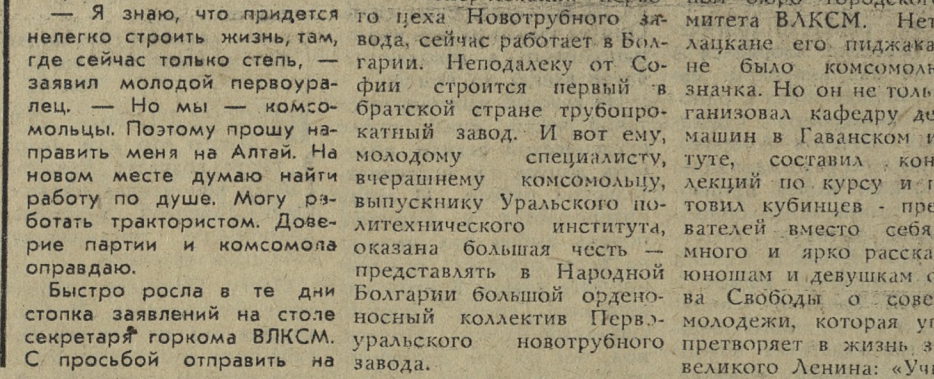 — Я знаю, что придется
нелегко строить жизнь, там,
где сейчас только степь, —
заявил молодой первоура-
лец. — Но мы — комсо-
мольцы. Поэтому прошу на-
править меня на Алтай. На
новом месте думаю найти
работу по душе. Могу ра-
ботать трактористом. Дове-
рие партии и комсомола
оправдаю.
Быстро росла в те дни
стопка заявлений на столе
секретаря горкома ВЛКСМ.
С просьбой отправить на
го цеха Новотрубного за-
вода, сейчас работает в Бол-
гарии. Неподалеку от Со-
фии строится первый в
братской стране трубопро-
катный завод. И вот ему,
молодому специалисту,
вчерашнему комсомольцу,
выпускнику Уральского по-
литехнического института,
оказана большая честь —
представлять в Народной
Болгарии большой ордено-
носный коллектив Перво-
уральского новотрубного
завода.
митета ВЛКСМ. Нет
лацкане его пиджака
не было комсомоль
значка. Но он не толь
ганизовал кафедру де
машин в Гаванском и
туте, составил кон
лекций по курсу и п
товил кубинцев - пре
вателей вместо себя
много и ярко расска
юношам и девушкам с
ва Свободы о сове
молодежи, которая уп
претворяет в жизнь з
великого Ленина: «Учи